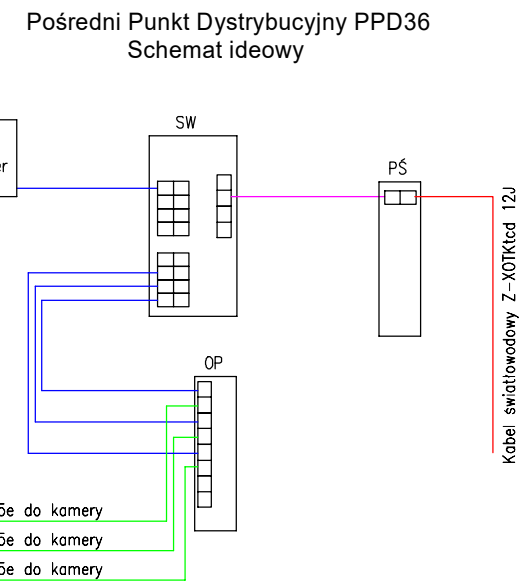 Pośredni Punkt Dystrybucyjny PPD36
Schemat ideowy
SW
PŚ
Kabel światłowodowy Z-XOTKtcd 12J
OP
5e do kamery
5e do kamery
5e do kamery